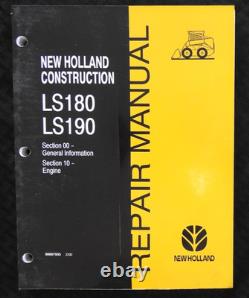 NEW HOLLAND
CONSTRUCTION
LS180
LS190
Section 00 –
General Information
Section 10 –
Engine
REPAIR MANUAL
NEW HOLLAND